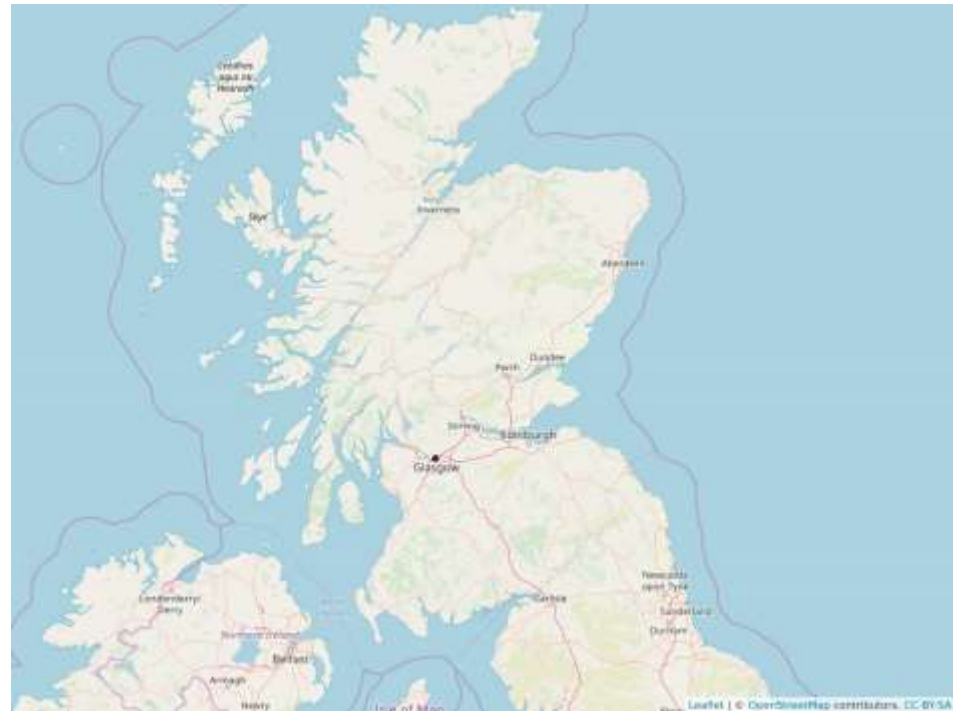 Skye
Inverness
Aberdeen
Dundee
Perth
Stirling
Edinburgh
Glasgow
Newcastle
upon Tyne
Carlisle
Sunderland
Durham
Londonderry/
Derry
Northern Ireland
Belfast
Armagh
Newry
Isle of Man
Leaflet | © OpenStreetMap contributors, CC-BY-SA